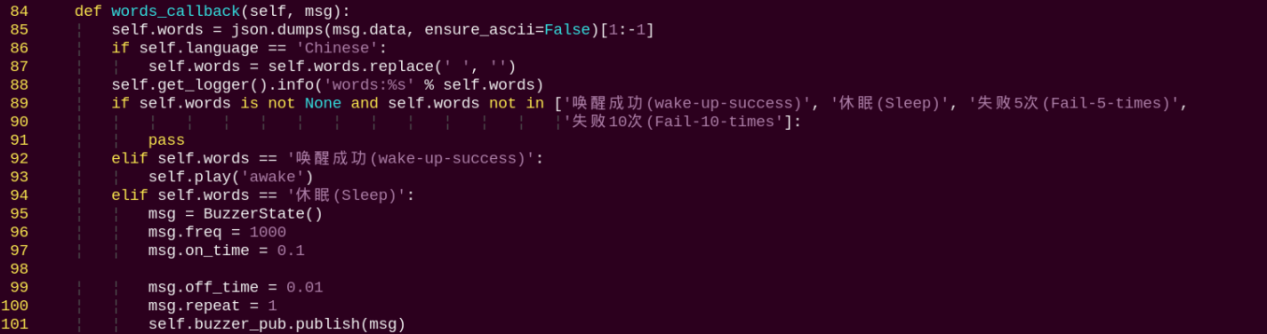 84 def words_callback(self, msg):
85 self.words = json.dumps(msg.data, ensure_ascii=False)[1:-1]
86 if self.language == 'Chinese':
87 self.words = self.words.replace(' ', '')
88 self.get_logger().info('words:%s' % self.words)
89 if self.words is not None and self.words not in ['唤醒成功(wake-up-success)', '休眠(Sleep)', '失败5次(Fail-5-times)',
90 '失败10次(Fail-10-times']:
91 pass
92 elif self.words == '唤醒成功(wake-up-success)':
93 self.play('awake')
94 elif self.words == '休眠(Sleep)':
95 msg = BuzzerState()
96 msg.freq = 1000
97 msg.on_time = 0.1
98
99 msg.off_time = 0.01
100 msg.repeat = 1
101 self.buzzer_pub.publish(msg)